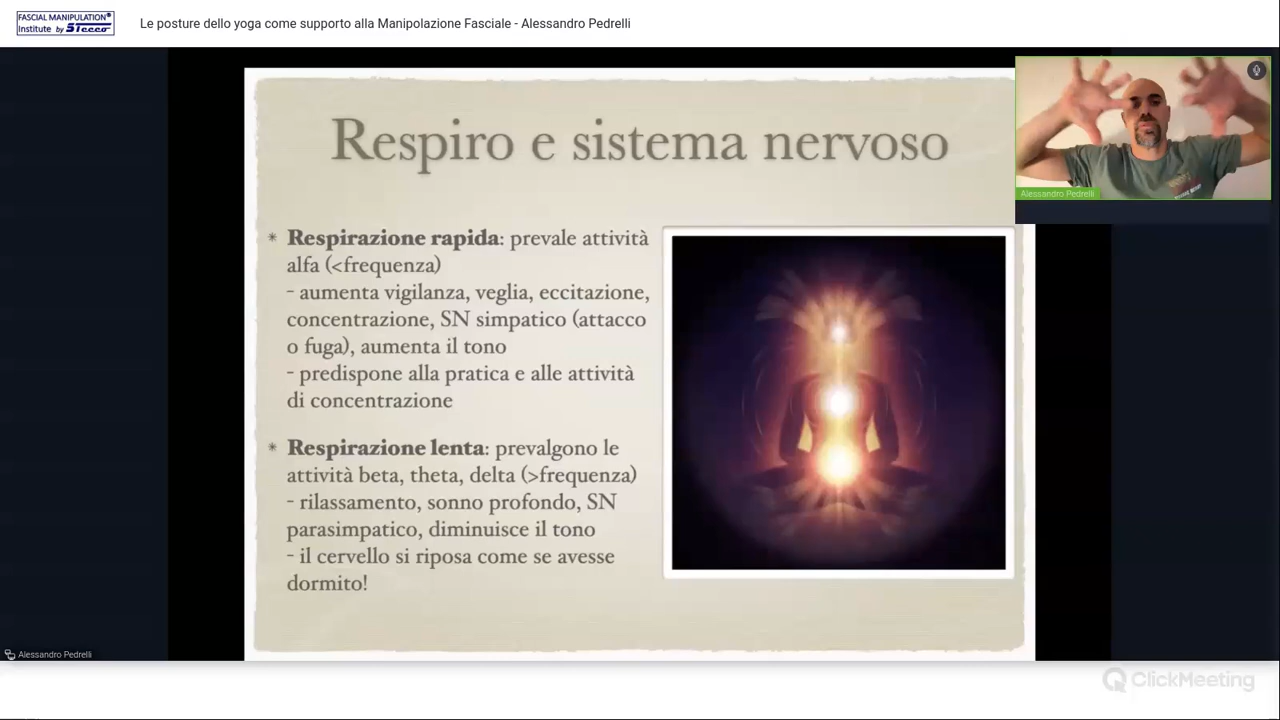 FASCIAL MANIPULATION®
Institute by Stecco
Le posture dello yoga come supporto alla Manipolazione Fasciale - Alessandro Pedrelli
Respiro e sistema nervoso
Alessandro Pedrelli
* Respirazione rapida: prevale attività
alfa (<frequenza)
- aumenta vigilanza, veglia, eccitazione,
concentrazione, SN simpatico (attacco
o fuga), aumenta il tono
- predispone alla pratica e alle attività
di concentrazione
* Respirazione lenta: prevalgono le
attività beta, theta, delta (>frequenza)
- rilassamento, sonno profondo, SN
parasimpatico, diminuisce il tono
- il cervello si riposa come se avesse
dormito!
Alessandro Pedrelli
ClickMeeting